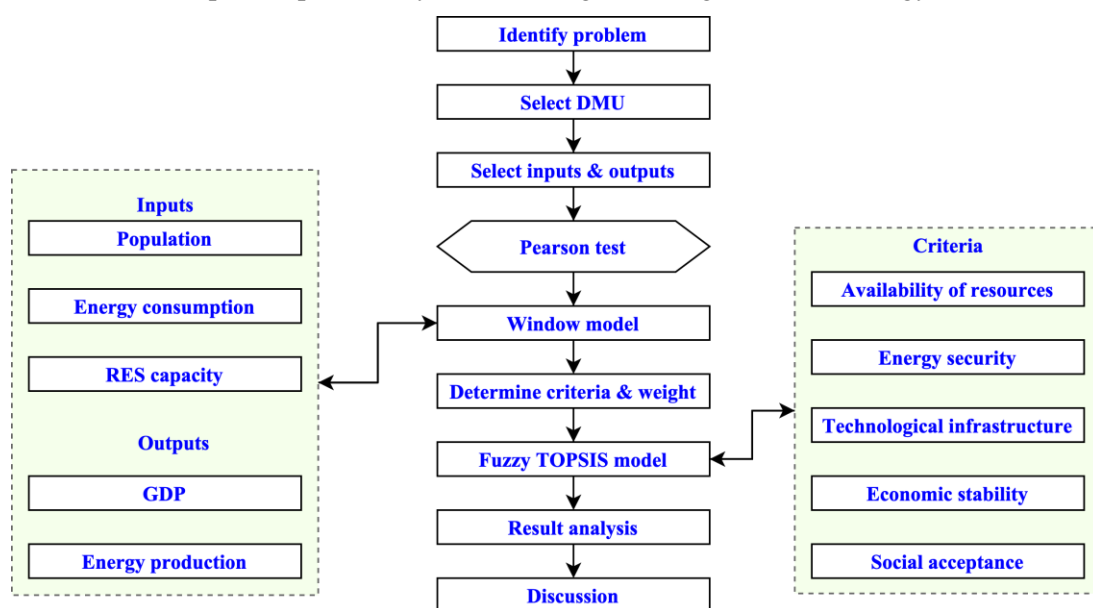 Identify problem
Select DMU
Select inputs & outputs
Pearson test
Window model
Determine criteria & weight
Fuzzy TOPSIS model
Result analysis
Discussion
Inputs
Population
Energy consumption
RES capacity
Outputs
GDP
Energy production
Criteria
Availability of resources
Energy security
Technological infrastructure
Economic stability
Social acceptance